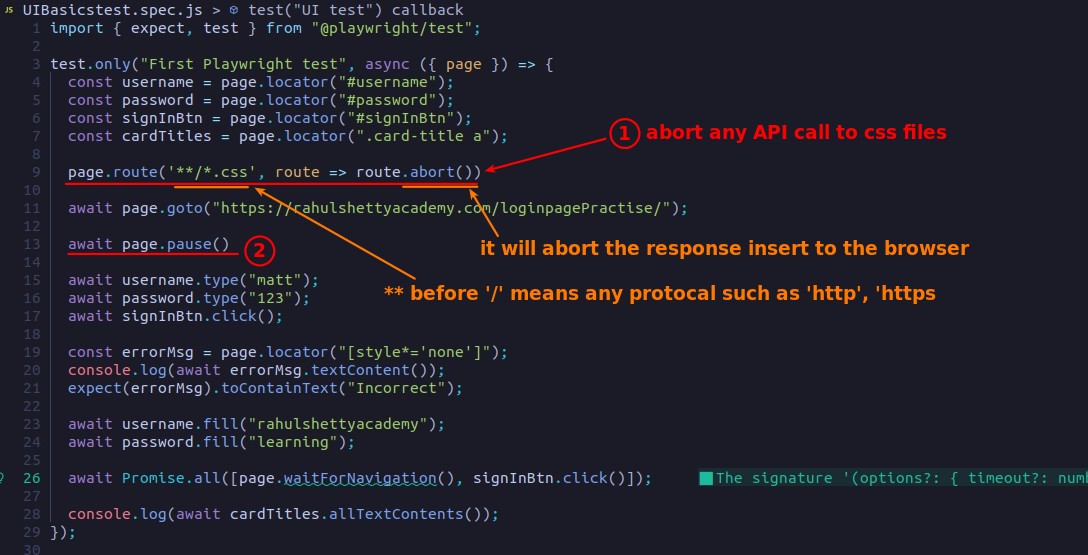 JS UIBasicstest.spec.js > test("UI test") callback
1 import { expect, test } from "@playwright/test";
2
3 test.only("First Playwright test", async ({ page }) => {
4 const username = page.locator("#username");
5 const password = page.locator("#password");
6 const signInBtn = page.locator("#signInBtn");
7 const cardTitles = page.locator(".card-title a");
1 abort any API call to css files
8
9 page.route('**/*.css', route => route.abort())
10
11 await page.goto("https://rahulshettyacademy.com/loginpagePractise/");
12
13 await page.pause()
2
it will abort the response insert to the browser
14
15 await username.type("matt");
** before '/' means any protocal such as 'http', 'https
16 await password.type("123");
17 await signInBtn.click();
18
19 const errorMsg = page.locator("[style*='none']");
20 console.log(await errorMsg.textContent());
21 expect(errorMsg).toContainText("Incorrect");
22
23 await username.fill("rahulshettyacademy");
24 await password.fill("learning");
25
26 await Promise.all([page.waitForNavigation(), signInBtn.click()]); The signature '(options?: { timeout?: numb
27
28 console.log(await cardTitles.allTextContents());
29 });
30